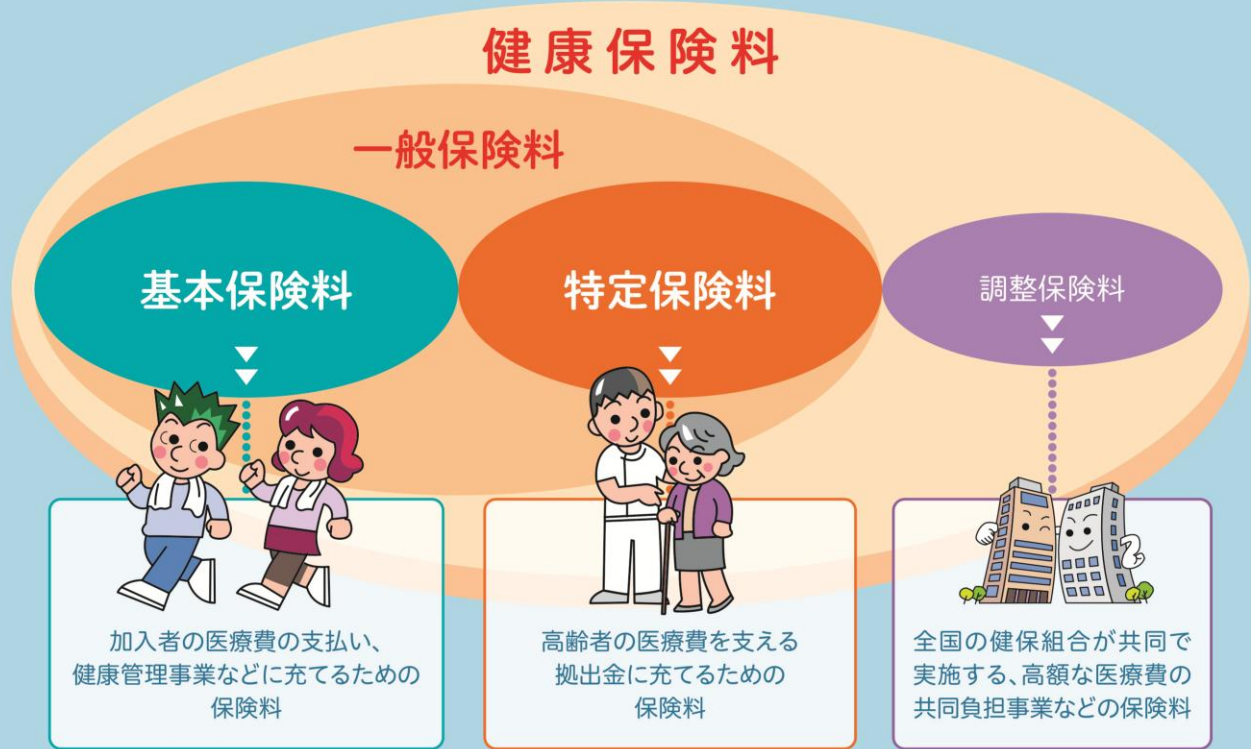 健康保険料
一般保険料
基本保険料
特定保険料
調整保険料
加入者の医療費の支払い、
健康管理事業などに充てるための
保険料
高齢者の医療費を支える
拠出金に充てるための
保険料
全国の健保組合が共同で
実施する、高額な医療費の
共同負担事業などの保険料